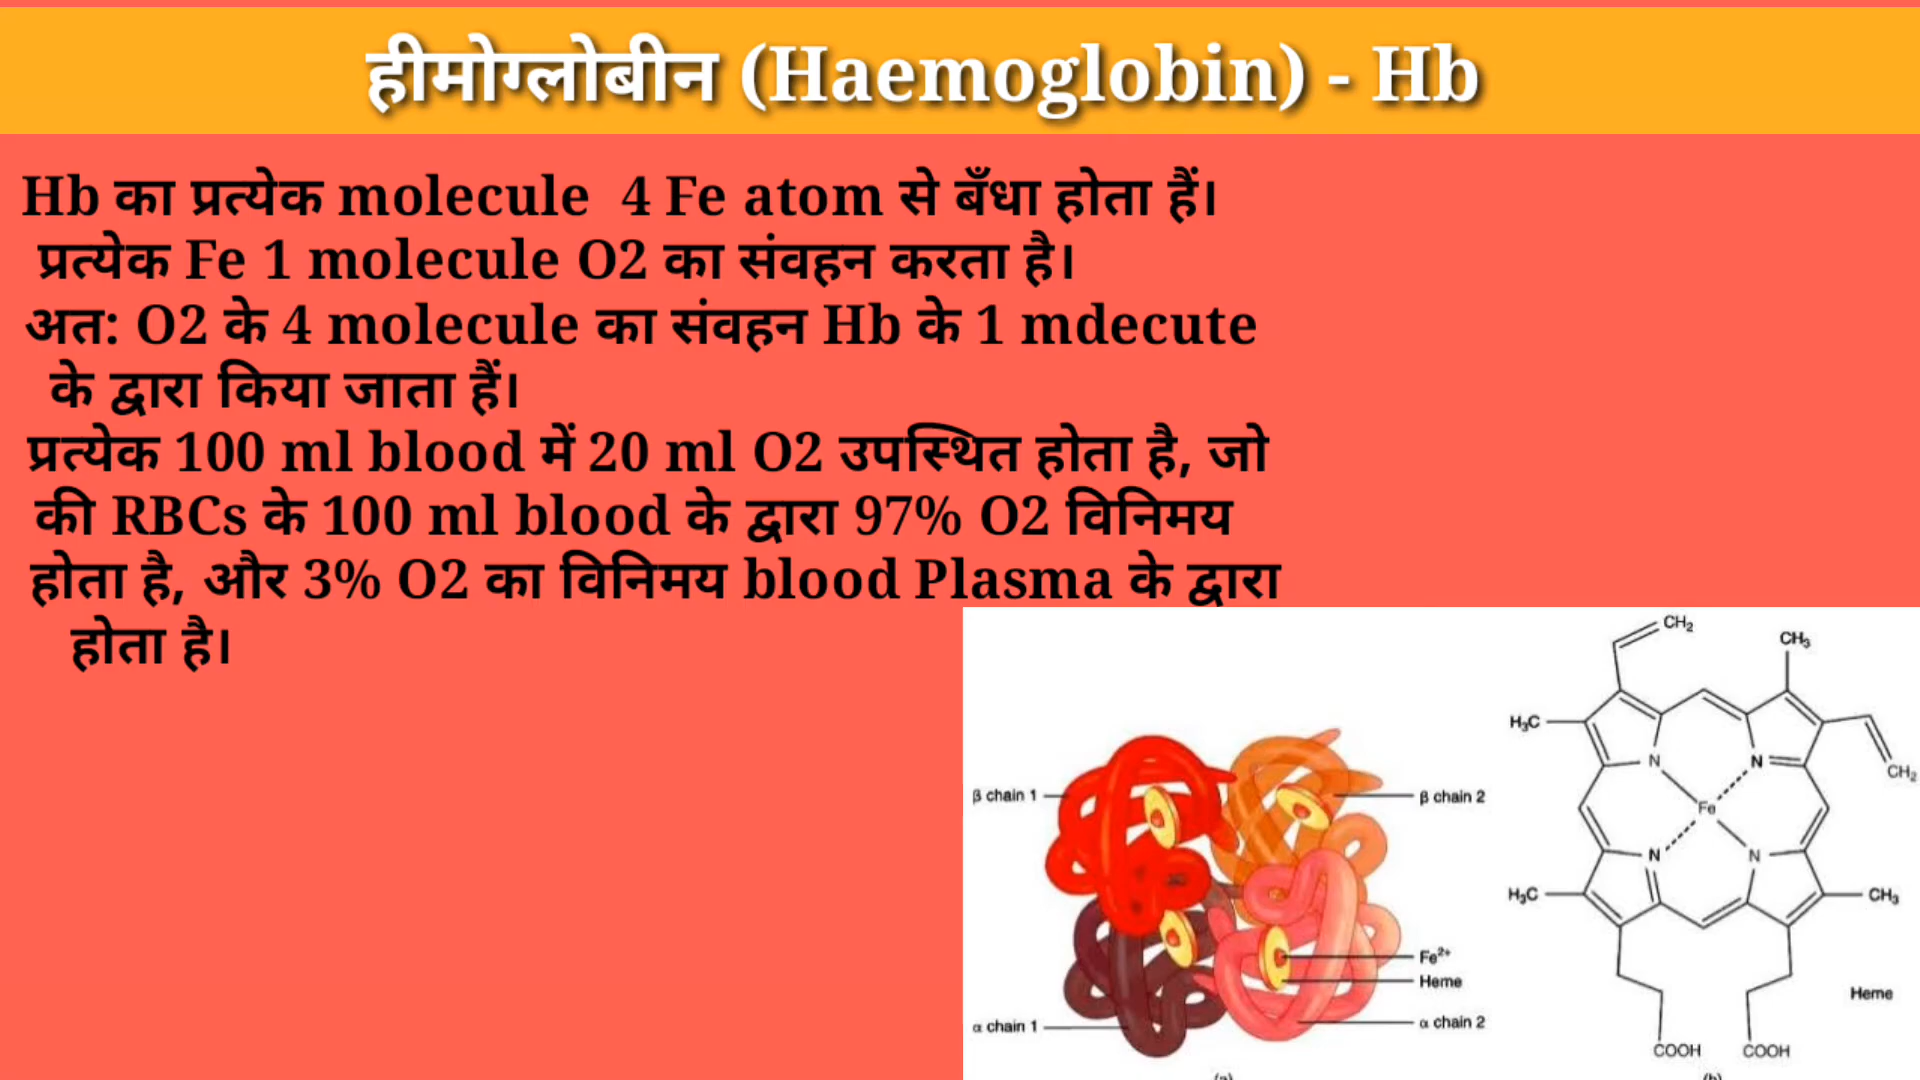 हीमोग्लोबीन (Haemoglobin) - Hb
Hb का प्रत्येक molecule 4 Fe atom से बँधा होता हैं।
प्रत्येक Fe 1 molecule O2 का संवहन करता है।
अत: O2 के 4 molecule का संवहन Hb के 1 mdecute
के द्वारा किया जाता हैं।
प्रत्येक 100 ml blood में 20 ml O2 उपस्थित होता है, जो
की RBCs के 100 ml blood के द्वारा 97% O2 विनिमय
होता है, और 3% O2 का विनिमय blood Plasma के द्वारा
होता है।
β chain 1
β chain 2
Fe²⁺
Heme
α chain 1
α chain 2
CH₂
CH₃
H₃C
N
N
CH₂
Fe
N
N
H₃C
CH₃
Heme
COOH
COOH